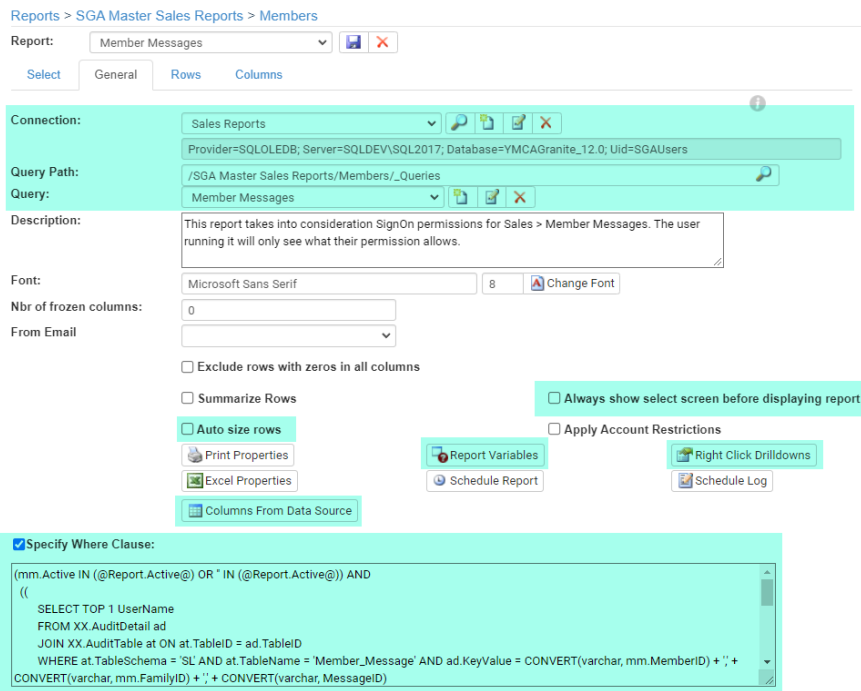 Reports > SGA Master Sales Reports > Members
Report: Member Messages
Select General Rows Columns
Connection: Sales Reports
Provider=SQLOLEDB; Server=SQLDEV\SQL2017; Database=YMCAGranite_12.0; Uid=SGAUsers
Query Path: /SGA Master Sales Reports/Members/_Queries
Query: Member Messages
Description: This report takes into consideration SignOn permissions for Sales > Member Messages. The user
running it will only see what their permission allows.
Font: Microsoft Sans Serif 8 Change Font
Nbr of frozen columns: 0
From Email
Exclude rows with zeros in all columns
Summarize Rows Always show select screen before displaying report
Auto size rows Apply Account Restrictions
Print Properties Report Variables Right Click Drilldowns
Excel Properties Schedule Report Schedule Log
Columns From Data Source
Specify Where Clause:
(mm.Active IN (@Report.Active@) OR '' IN (@Report.Active@)) AND
((
SELECT TOP 1 UserName
FROM XX.AuditDetail ad
JOIN XX.AuditTable at ON at.TableID = ad.TableID
WHERE at.TableSchema = 'SL' AND at.TableName = 'Member_Message' AND ad.KeyValue = CONVERT(varchar, mm.MemberID) + ',' +
CONVERT(varchar, mm.FamilyID) + ',' + CONVERT(varchar, MessageID)